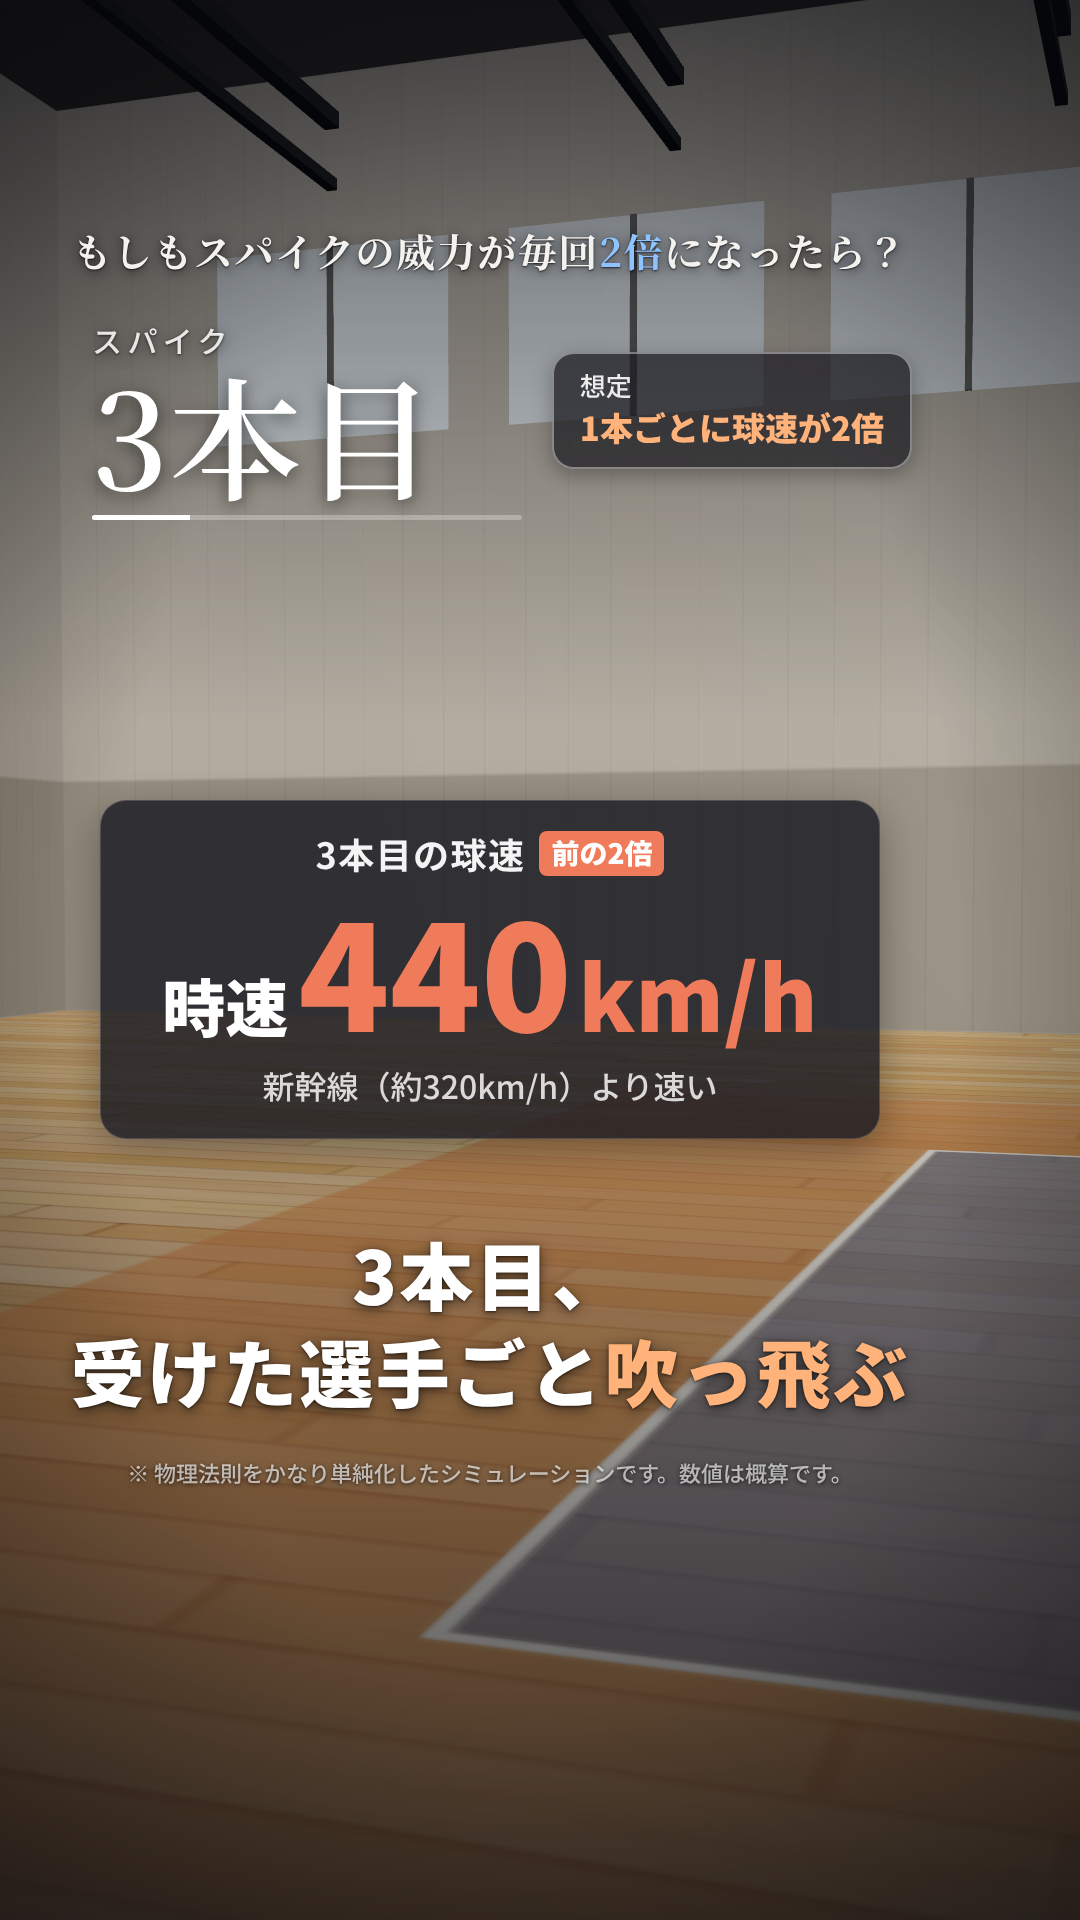 もしもスパイクの威力が毎回2倍になったら？
スパイク
3本目
想定
1本ごとに球速が2倍
3本目の球速 前の2倍
時速440km/h
新幹線（約320km/h）より速い
3本目、
受けた選手ごと吹っ飛ぶ
※ 物理法則をかなり単純化したシミュレーションです。数値は概算です。